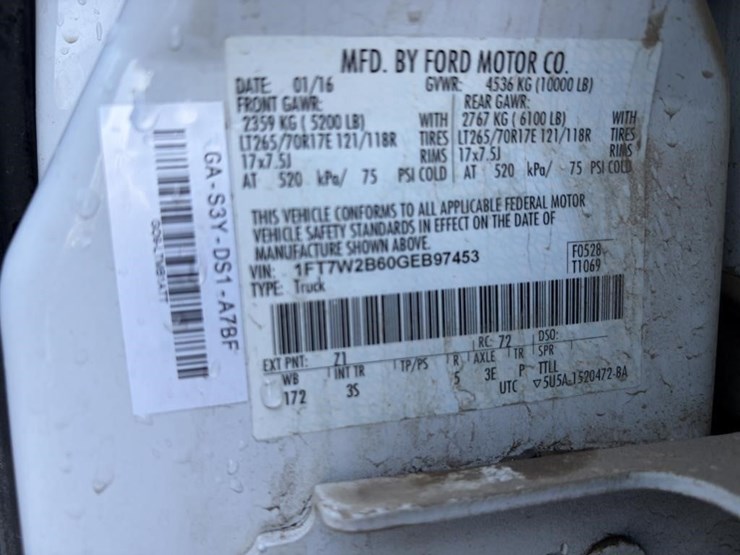 MFD. BY FORD MOTOR CO.
DATE: 01/16 GVWR: 4536 KG (10000 LB)
FRONT GAWR: REAR GAWR:
2359 KG (5200 LB) WITH 2767 KG (6100 LB) WITH
LT265/70R17E 121/118R TIRES LT265/70R17E 121/118R TIRES
17x7.5J RIMS 17x7.5J RIMS
AT 520 kPa/ 75 PSI COLD AT 520 kPa/ 75 PSI COLD
THIS VEHICLE CONFORMS TO ALL APPLICABLE FEDERAL MOTOR
VEHICLE SAFETY STANDARDS IN EFFECT ON THE DATE OF
MANUFACTURE SHOWN ABOVE.
VIN: 1FT7W2B60GEB97453
TYPE: Truck
F0528
T1069
EXT PNT: Z1 RC: 72 DSO:
WB INT TR TP/PS R AXLE TR SPR
172 3S 5 3E P TTLL
UTC ▽5U5A-1520472-BA
GA-S3Y-DS1-A7BF